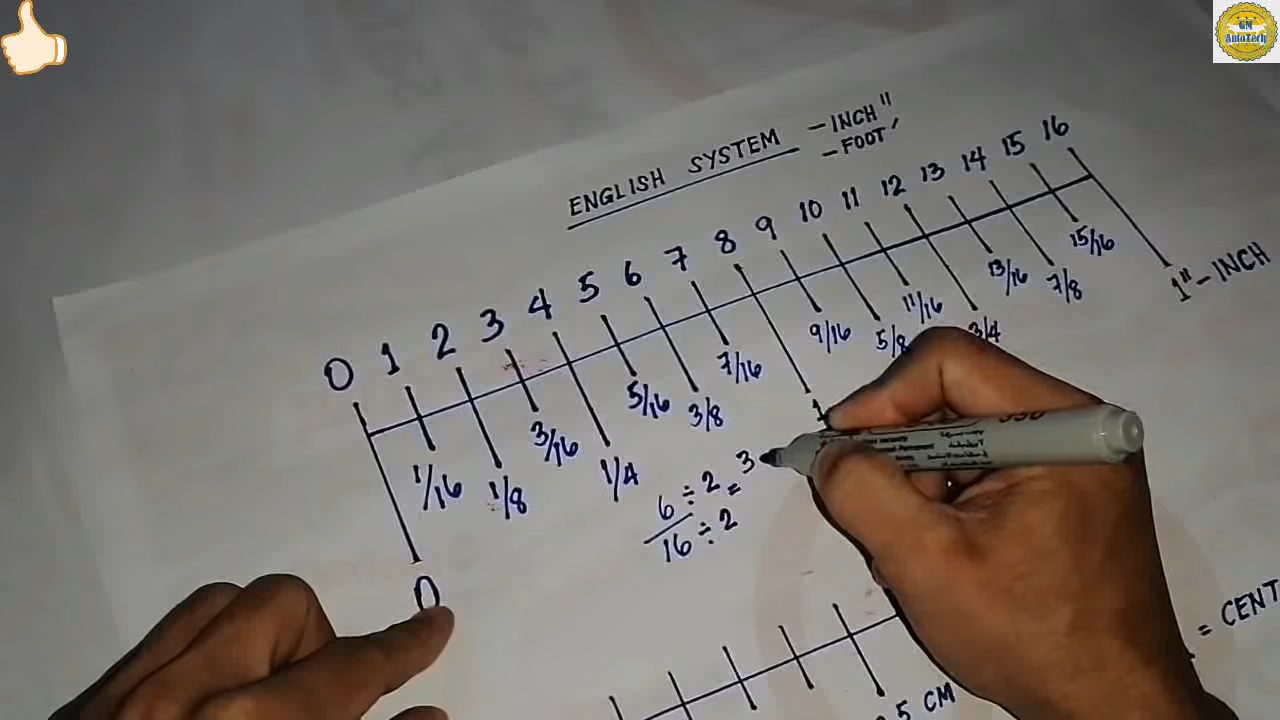 GM
AutoTech
ENGLISH SYSTEM - INCH"
- FOOT'
0 1 2 3 4 5 6 7 8 9 10 11 12 13 14 15 16
0 1/16 1/8 3/16 1/4 5/16 3/8 7/16 1 9/16 5/8 11/16 3/4 13/16 7/8 15/16 1" - INCH
6 ÷ 2 = 3
16 ÷ 2
= CENT
5 CM